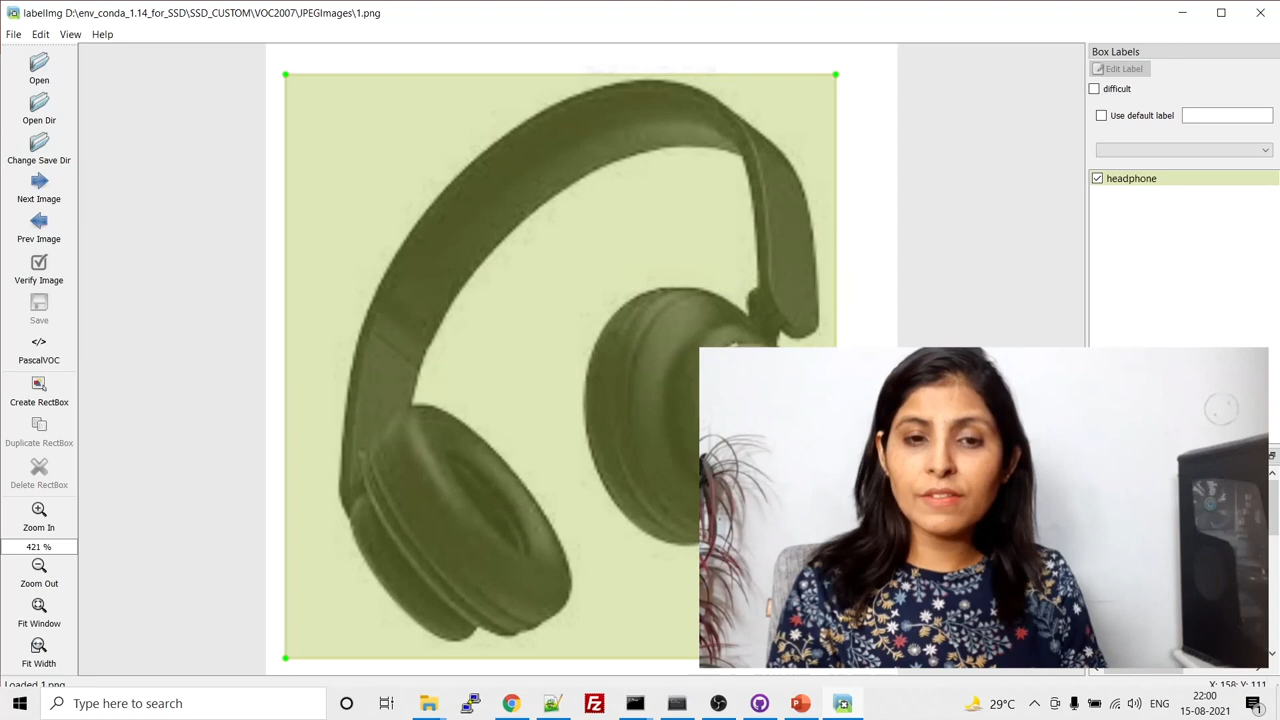 labelImg D:\env_conda_1.14_for_SSD\SSD_CUSTOM\VOC2007\JPEGImages\1.png
File Edit View Help
Open
Open Dir
Change Save Dir
Next Image
Prev Image
Verify Image
Save
</>
PascalVOC
Create RectBox
Duplicate RectBox
Delete RectBox
Zoom In
421 %
Zoom Out
Fit Window
Fit Width
Box Labels
Edit Label
difficult
Use default label
headphone
X: 158; Y: 111
Loaded 1.png
Type here to search
Fz
P
29°C
ENG
22:00
15-08-2021
1